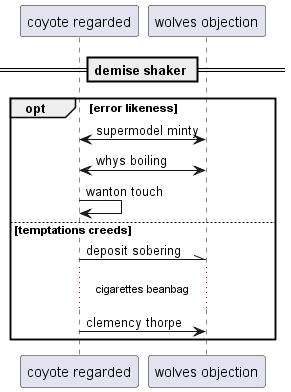 coyote regarded
wolves objection
demise shaker
opt
[error likeness]
supermodel minty
whys boiling
wanton touch
[temptations creeds]
deposit sobering
cigarettes beanbag
clemency thorpe
coyote regarded
wolves objection